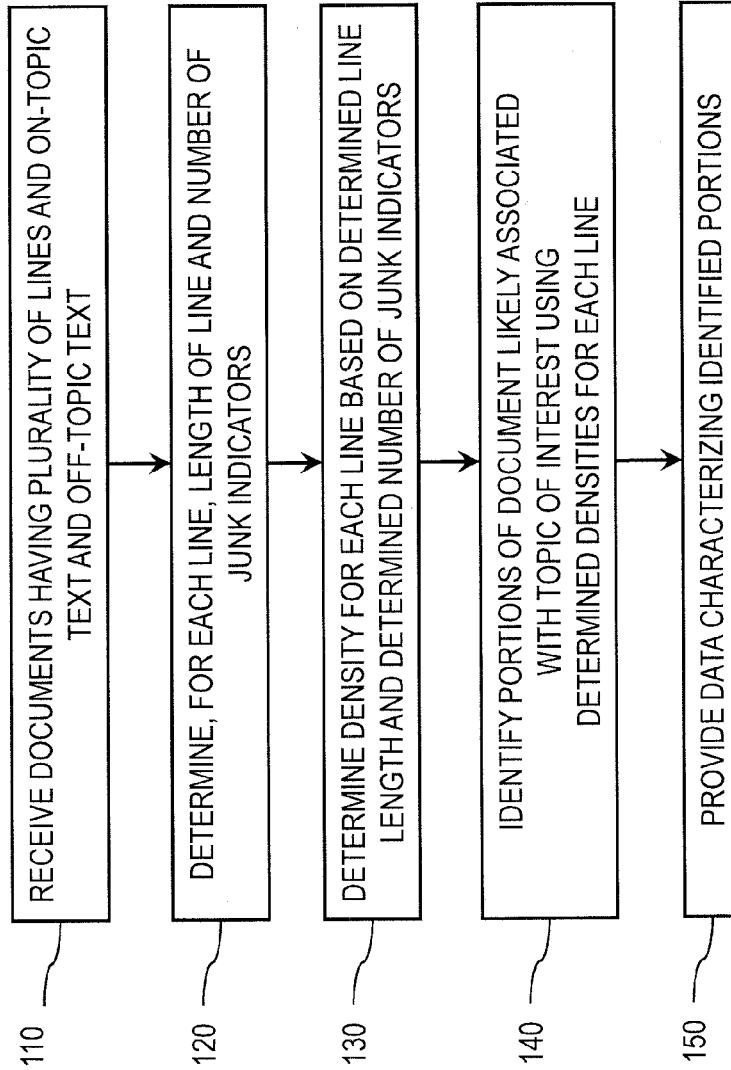 110
RECEIVE DOCUMENTS HAVING PLURALITY OF LINES AND ON-TOPIC
TEXT AND OFF-TOPIC TEXT
120
DETERMINE, FOR EACH LINE, LENGTH OF LINE AND NUMBER OF
JUNK INDICATORS
130
DETERMINE DENSITY FOR EACH LINE BASED ON DETERMINED LINE
LENGTH AND DETERMINED NUMBER OF JUNK INDICATORS
140
IDENTIFY PORTIONS OF DOCUMENT LIKELY ASSOCIATED
WITH TOPIC OF INTEREST USING
DETERMINED DENSITIES FOR EACH LINE
150
PROVIDE DATA CHARACTERIZING IDENTIFIED PORTIONS